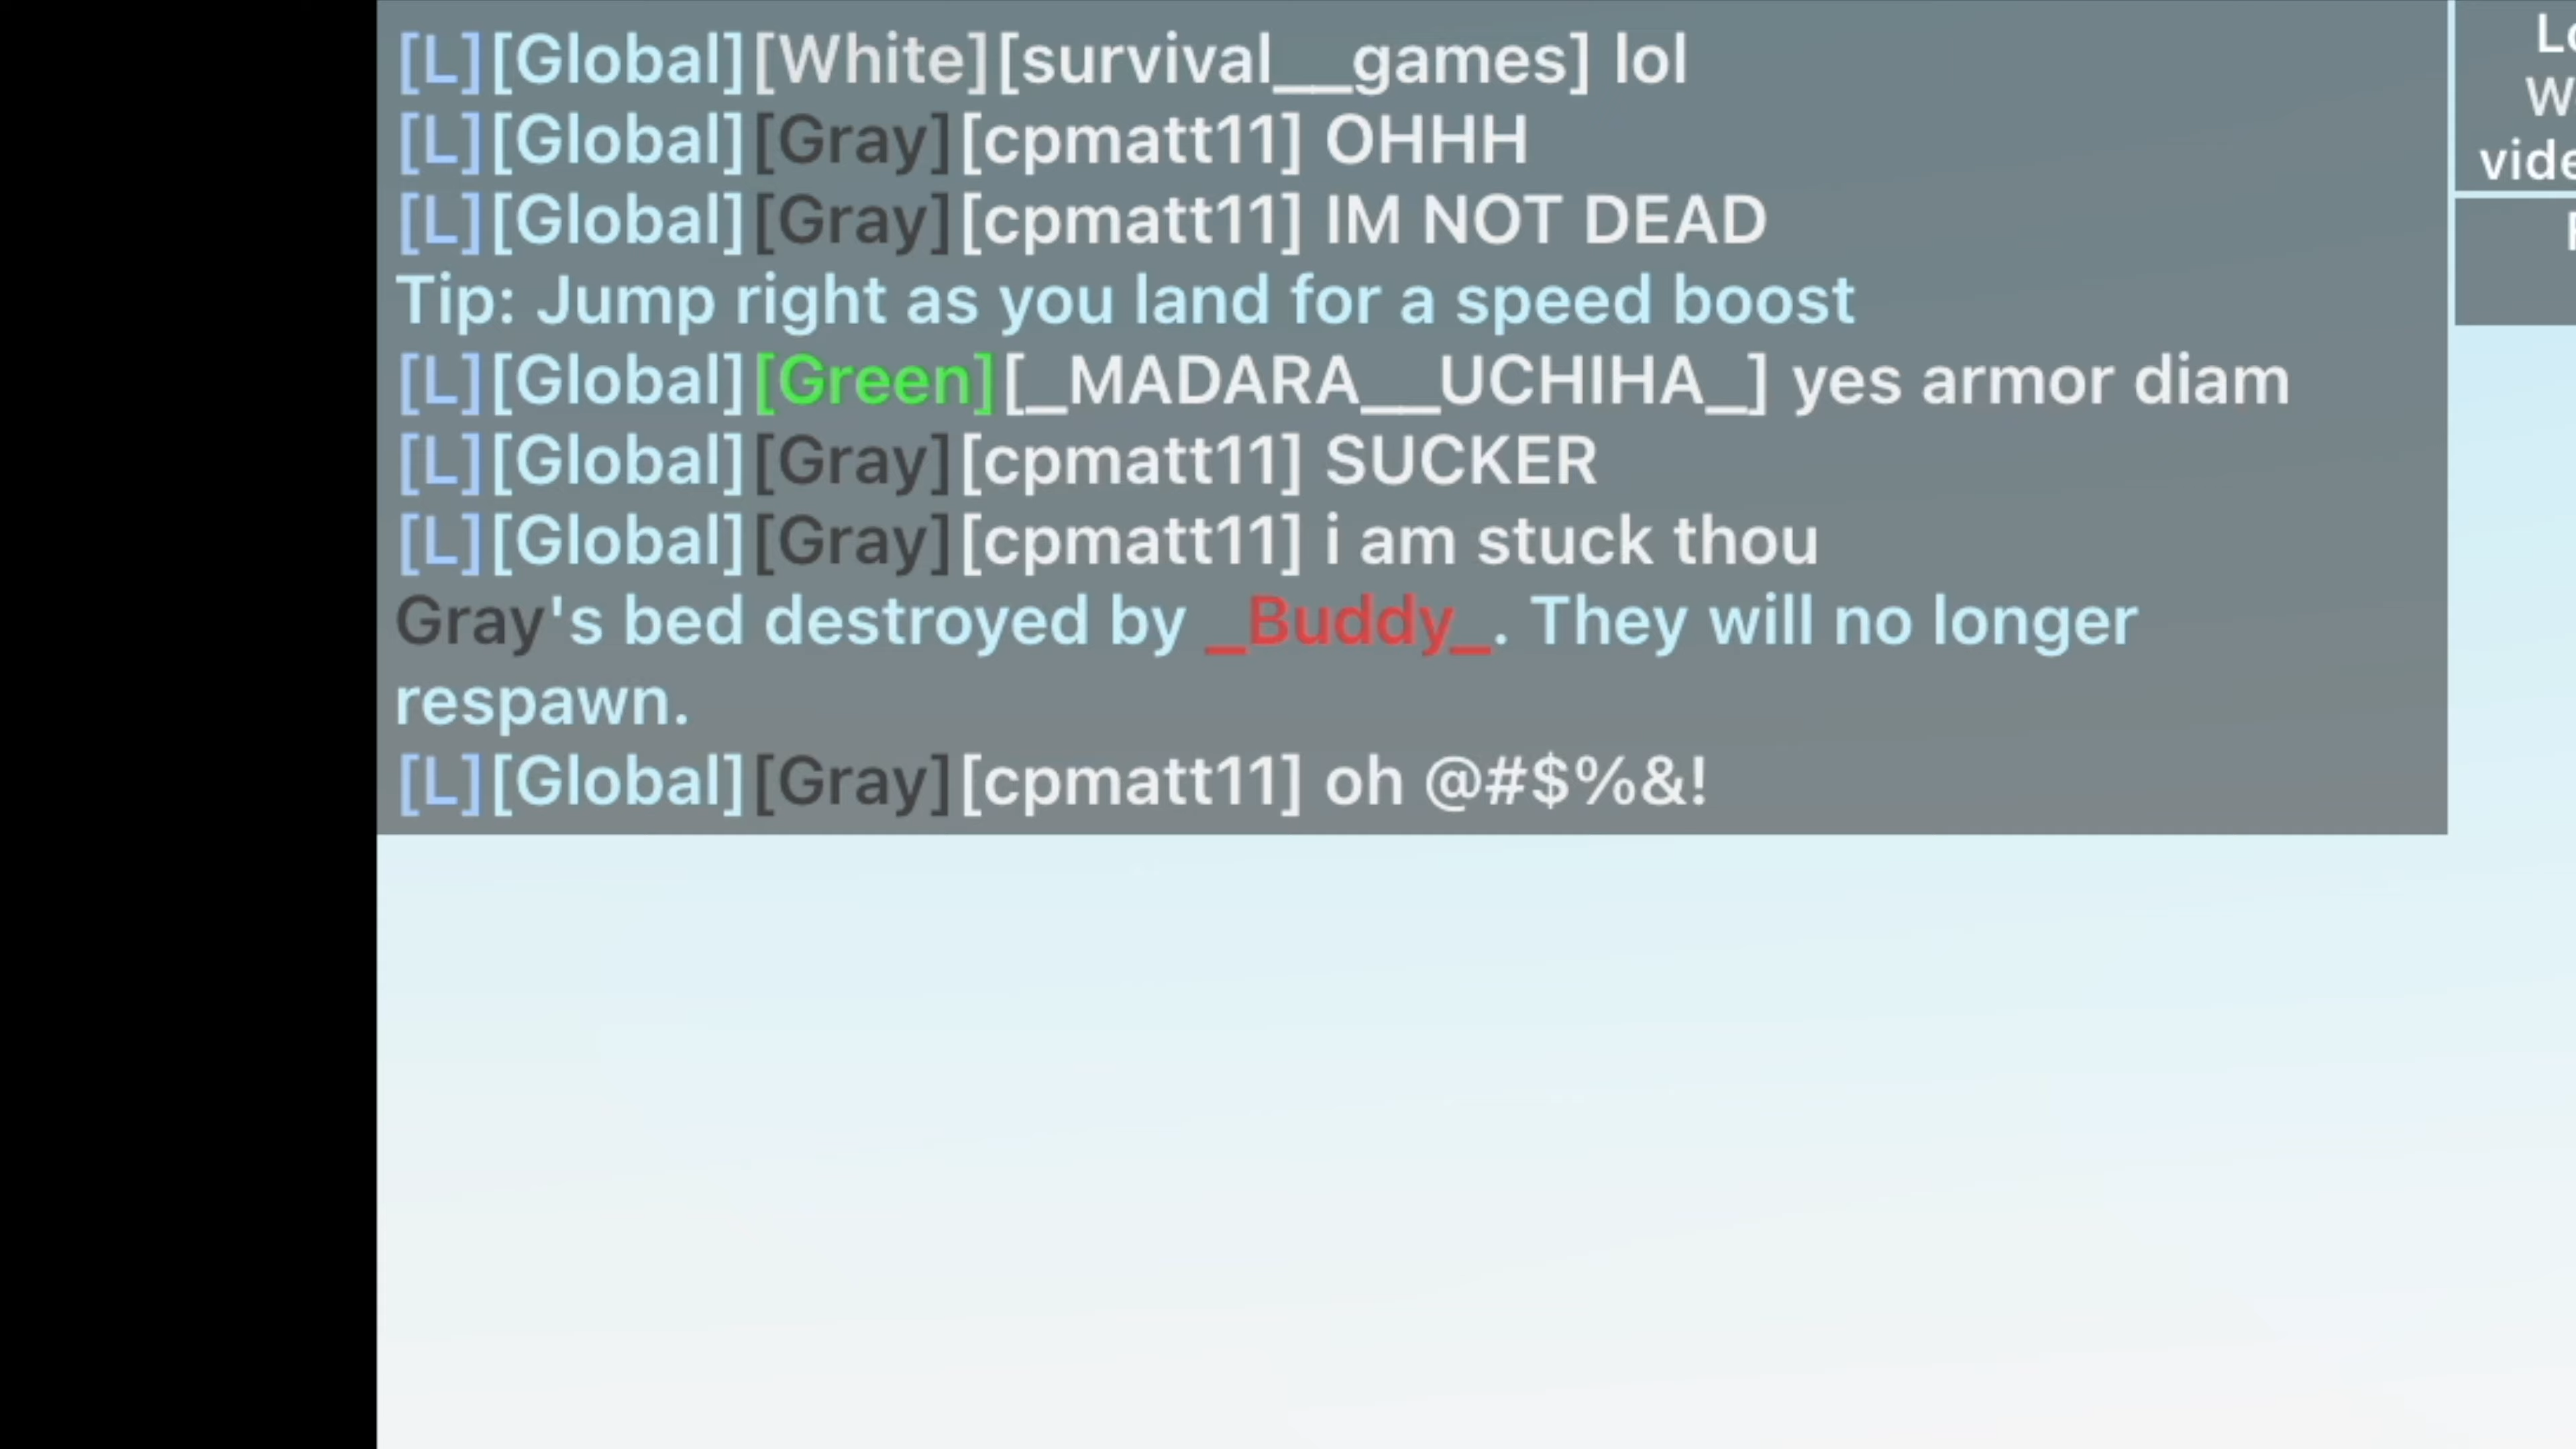 [L][Global][White][survival__games] lol
[L][Global][Gray][cpmatt11] OHHH
[L][Global][Gray][cpmatt11] IM NOT DEAD
Tip: Jump right as you land for a speed boost
[L][Global][Green][_MADARA__UCHIHA_] yes armor diam
[L][Global][Gray][cpmatt11] SUCKER
[L][Global][Gray][cpmatt11] i am stuck thou
Gray's bed destroyed by _Buddy_. They will no longer
respawn.
[L][Global][Gray][cpmatt11] oh @#$%&!